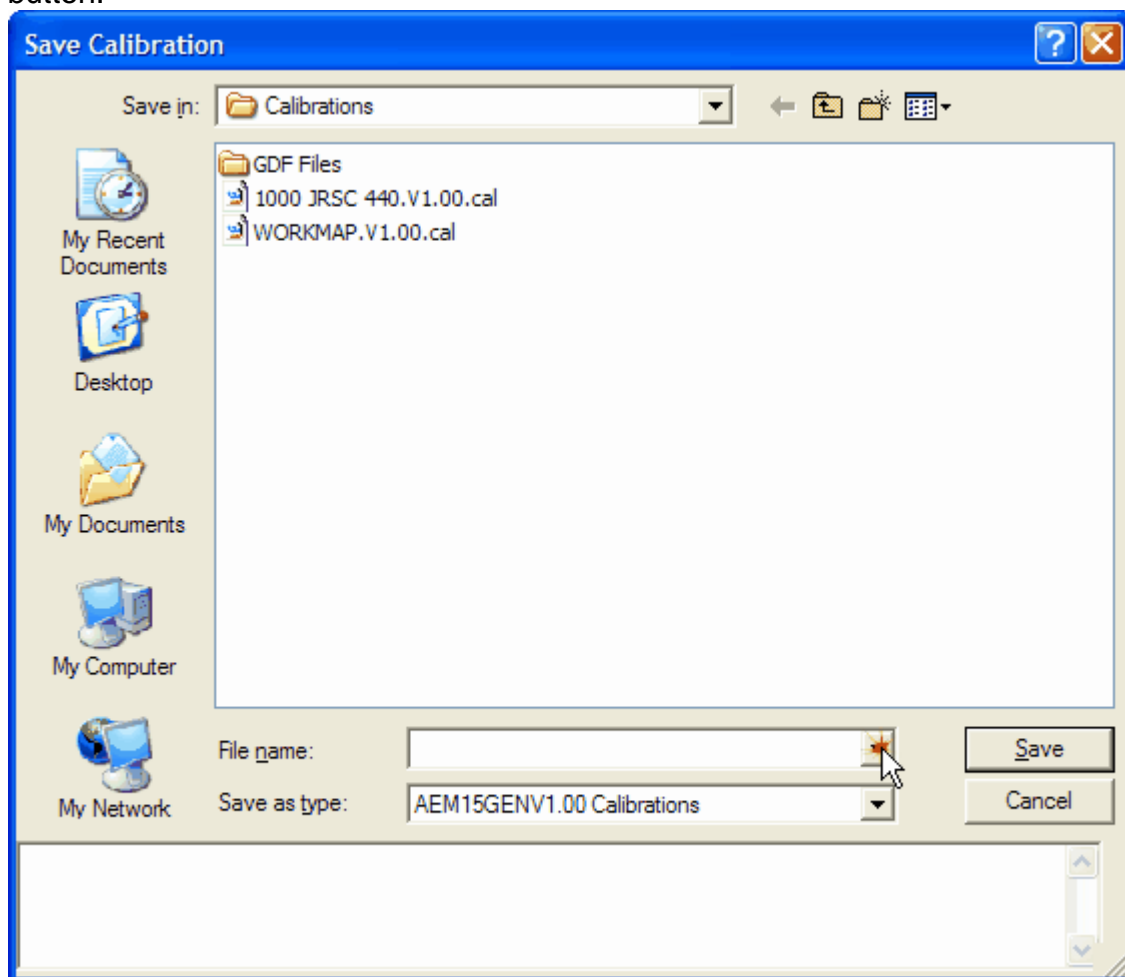 button.
Save Calibration
Save in: Calibrations
GDF Files
1000 JRSC 440.V1.00.cal
WORKMAP.V1.00.cal
My Recent
Documents
Desktop
My Documents
My Computer
My Network
File name:
Save
Save as type: AEM15GENV1.00 Calibrations
Cancel